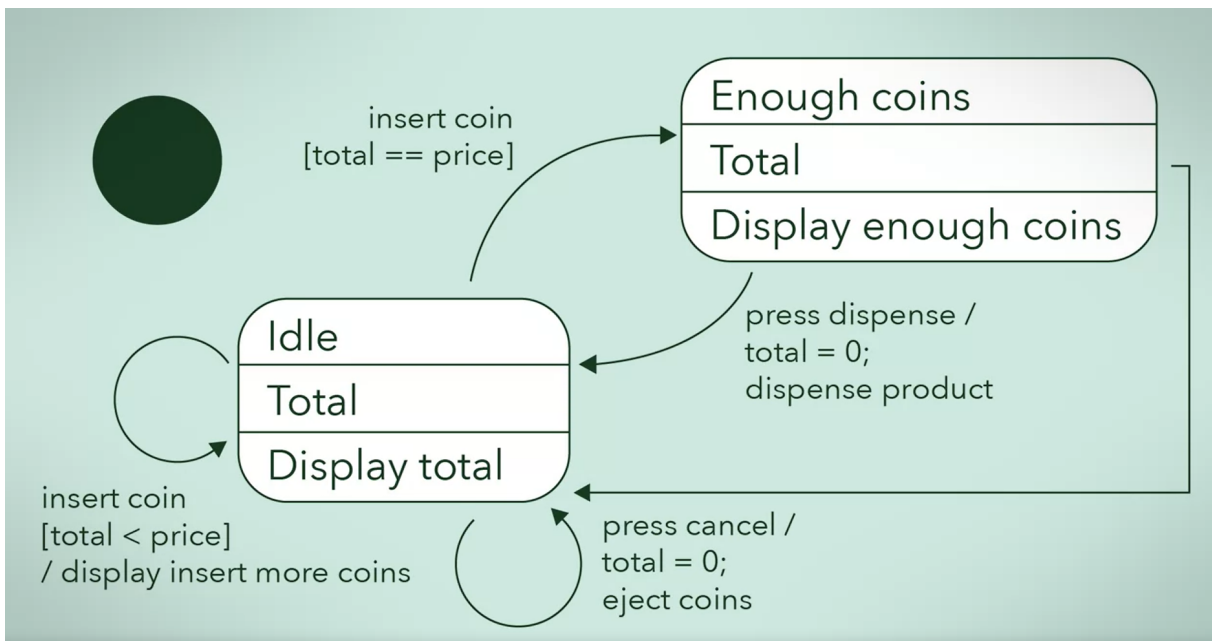 insert coin
[total == price]
Enough coins
Total
Display enough coins
press dispense /
total = 0;
dispense product
Idle
Total
Display total
insert coin
[total < price]
/ display insert more coins
press cancel /
total = 0;
eject coins